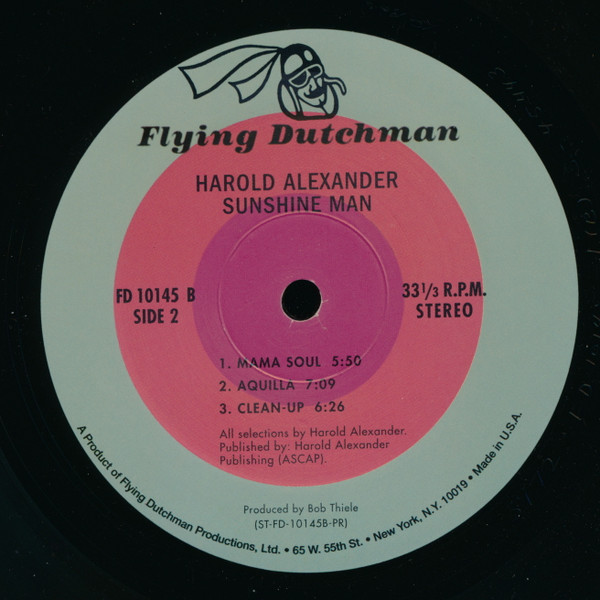 Flying Dutchman
HAROLD ALEXANDER
SUNSHINE MAN
FD 10145 B
SIDE 2
33 1/3 R.P.M.
STEREO
1. MAMA SOUL 5:50
2. AQUILLA 7:09
3. CLEAN-UP 6:26
All selections by Harold Alexander.
Published by: Harold Alexander
Publishing (ASCAP).
Produced by Bob Thiele
(ST-FD-10145B-PR)
A Product of Flying Dutchman Productions, Ltd. • 65 W. 55th St. • New York, N.Y. 10019 • Made in U.S.A.